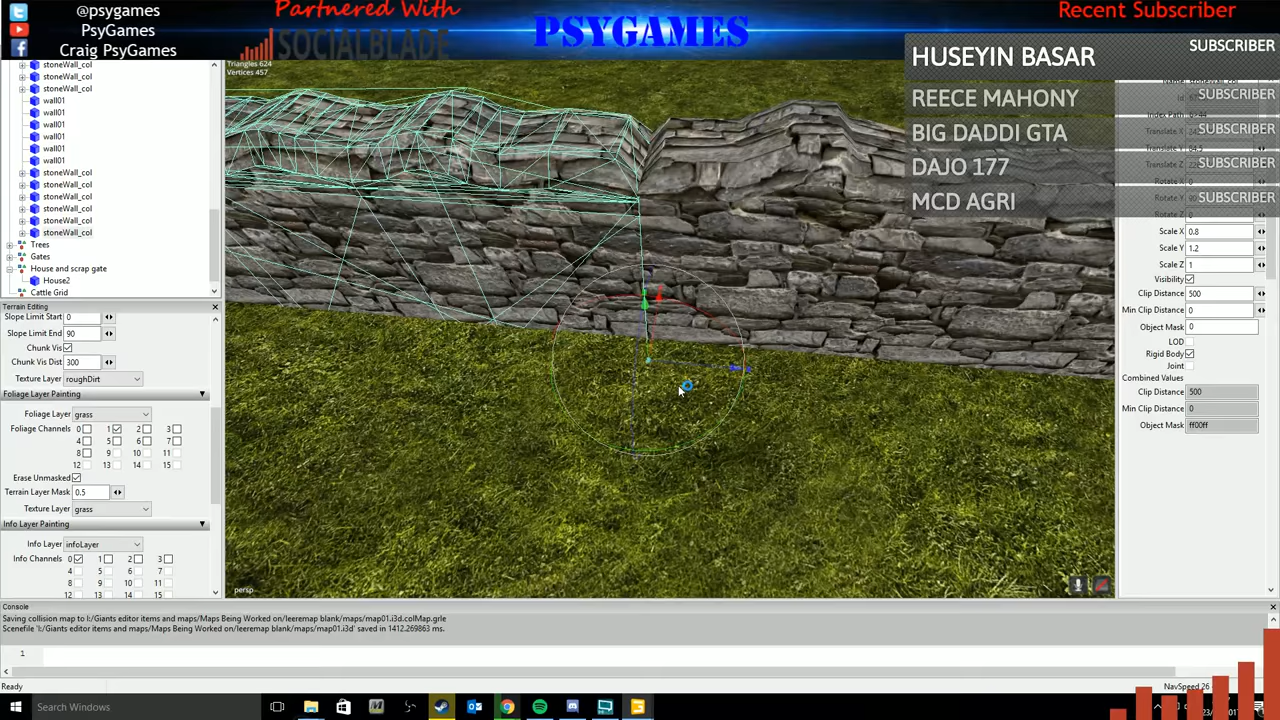 @psygames
PsyGames
Craig PsyGames
Partnered With
SOCIALBLADE
PSYGAMES
Recent Subscriber
HUSEYIN BASAR SUBSCRIBER
REECE MAHONY SUBSCRIBER
BIG DADDI GTA SUBSCRIBER
DAJO 177 SUBSCRIBER
MCD AGRI SUBSCRIBER
Triangles 624
Vertices 457
stoneWall_col
stoneWall_col
stoneWall_col
wall01
wall01
wall01
wall01
wall01
wall01
stoneWall_col
stoneWall_col
stoneWall_col
stoneWall_col
stoneWall_col
stoneWall_col
Trees
Gates
House and scrap gate
House2
Cattle Grid
Terrain Editing
Slope Limit Start 0
Slope Limit End 90
Chunk Vis
Chunk Vis Dist 300
Texture Layer roughDirt
Foliage Layer Painting
Foliage Layer grass
Foliage Channels 0 1 2 3
4 5 6 7
8 9 10 11
12 13 14 15
Erase Unmasked
Terrain Layer Mask 0.5
Texture Layer grass
Info Layer Painting
Info Layer infoLayer
Info Channels 0 1 2 3
4 5 6 7
8 9 10 11
12 13 14 15
persp
Scale X 0.8
Scale Y 1.2
Scale Z 1
Visibility
Clip Distance 500
Min Clip Distance 0
Object Mask 0
LOD
Rigid Body
Joint
Combined Values
Clip Distance 500
Min Clip Distance 0
Object Mask ff00ff
Console
Saving collision map to I:/Giants editor items and maps/Maps Being Worked on/leeremap blank/maps/map01.i3d.colMap.grle
Scenefile 'I:/Giants editor items and maps/Maps Being Worked on/leeremap blank/maps/map01.i3d' saved in 1412.269863 ms.
1
Ready
NavSpeed 26
Search Windows